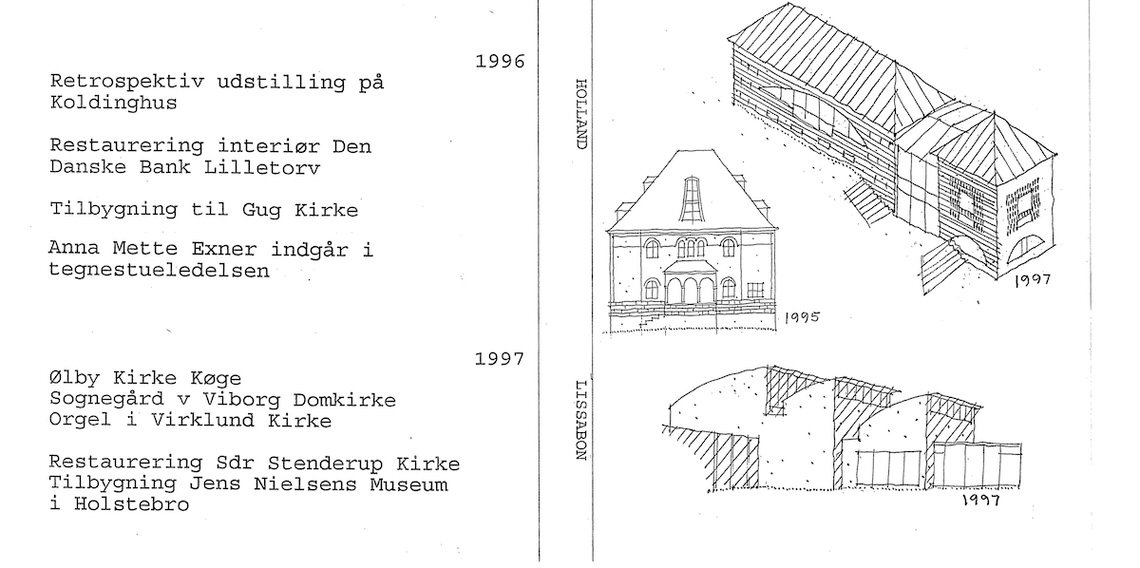 1996
Retrospektiv udstilling på
Koldinghus
Restaurering interiør Den
Danske Bank Lilletorv
Tilbygning til Gug Kirke
Anna Mette Exner indgår i
tegnestueledelsen
1997
Ølby Kirke Køge
Sognegård v Viborg Domkirke
Orgel i Virklund Kirke
Restaurering Sdr Stenderup Kirke
Tilbygning Jens Nielsens Museum
i Holstebro
HOLLAND
LISSABON
1997
1995
1997